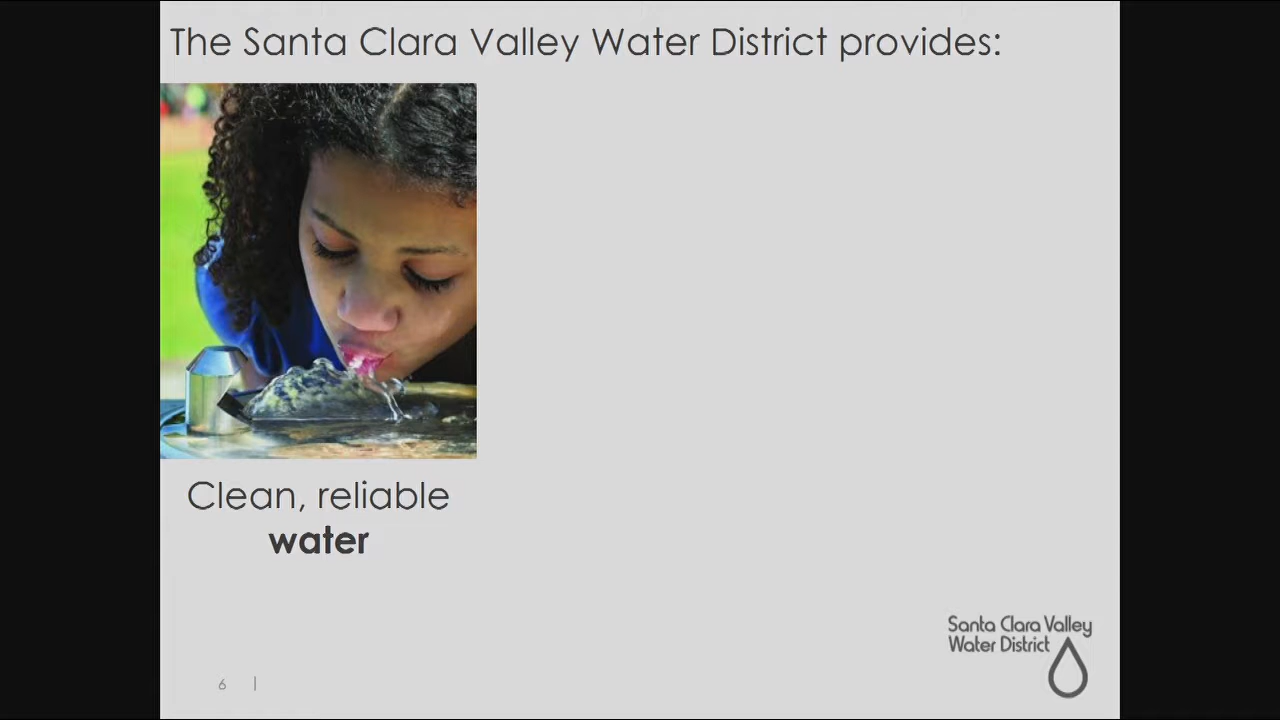 The Santa Clara Valley Water District provides:
Clean, reliable
water
Santa Clara Valley
Water District
6 |